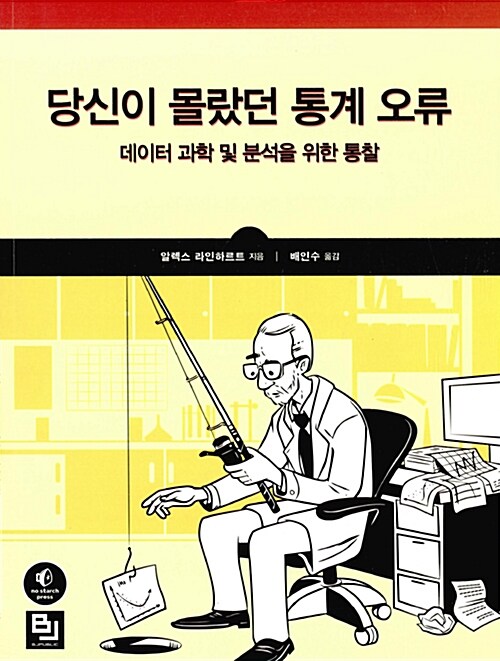 당신이 몰랐던 통계 오류
데이터 과학 및 분석을 위한 통찰
알렉스 라인하르트 지음 | 배인수 옮김
no starch
press
BJ
BJPUBLIC